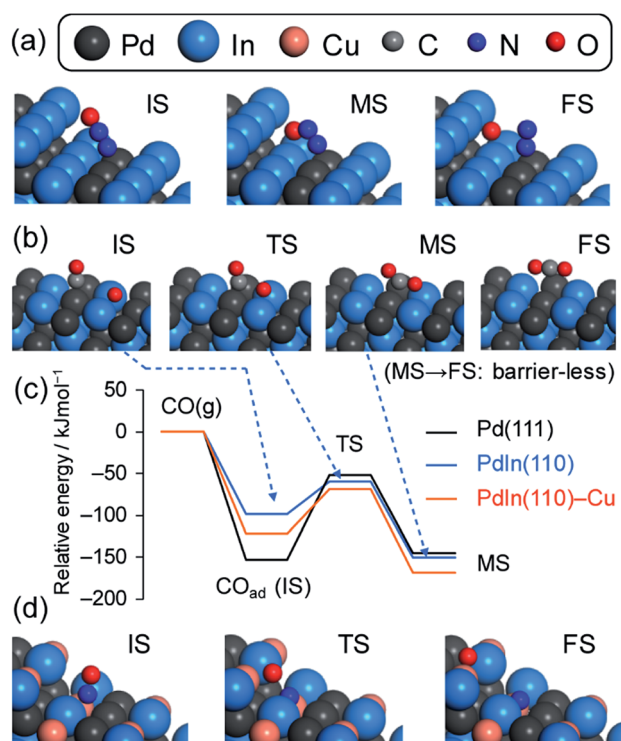 (a)
Pd In Cu C N O
IS MS FS
(b)
IS TS MS FS
(MS→FS: barrier-less)
(c)
Relative energy / kJmol⁻¹
50
0
−50
−100
−150
−200
CO(g)
TS
CO_ad (IS)
MS
Pd(111)
PdIn(110)
PdIn(110)–Cu
(d)
IS TS FS